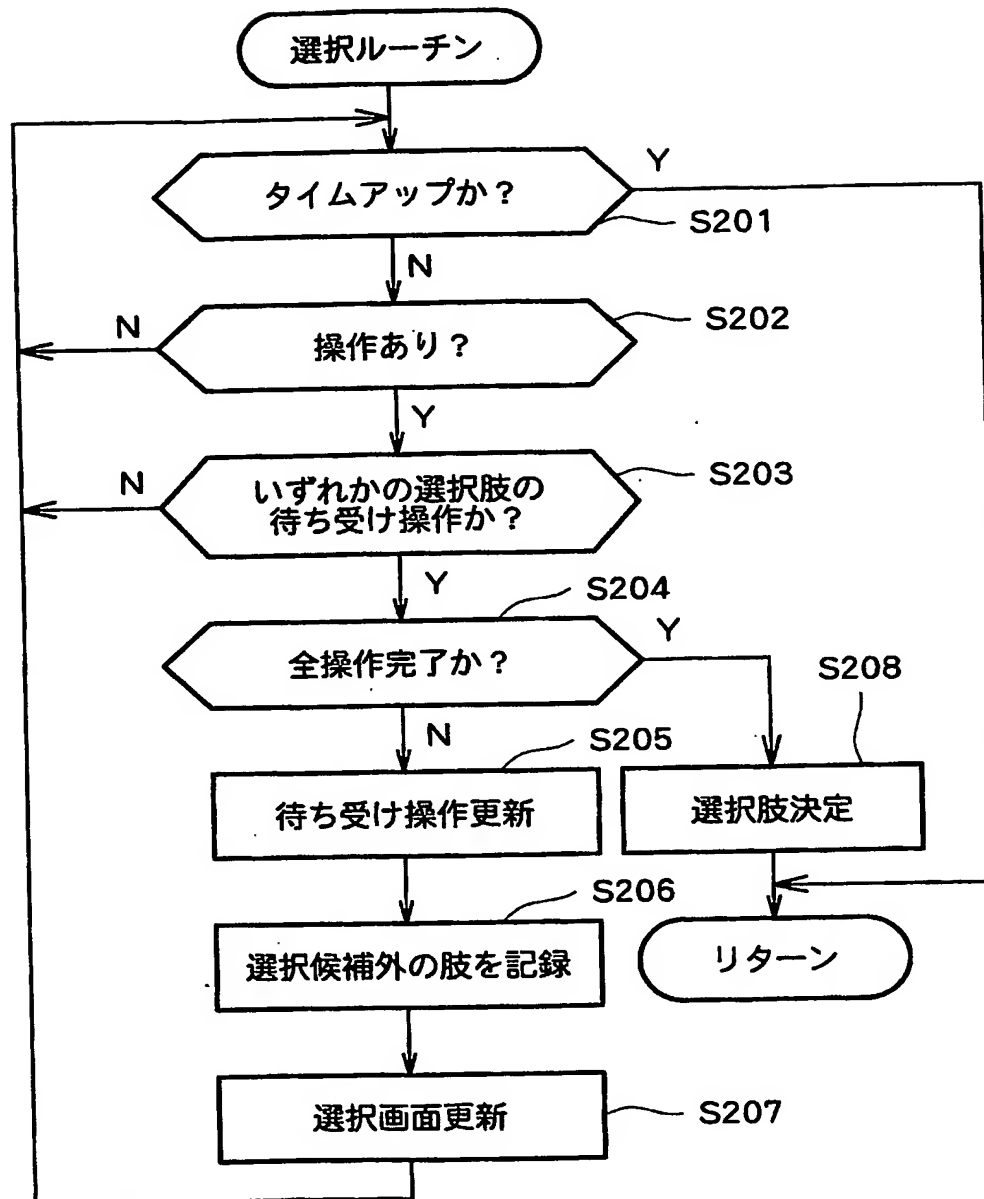 選択ルーチン
タイムアップか？
Y
S201
N
操作あり？
S202
N
Y
いずれかの選択肢の
待ち受け操作か？
S203
N
Y
S204
全操作完了か？
Y
N
S208
S205
待ち受け操作更新
選択肢決定
S206
選択候補外の肢を記録
リターン
選択画面更新
S207